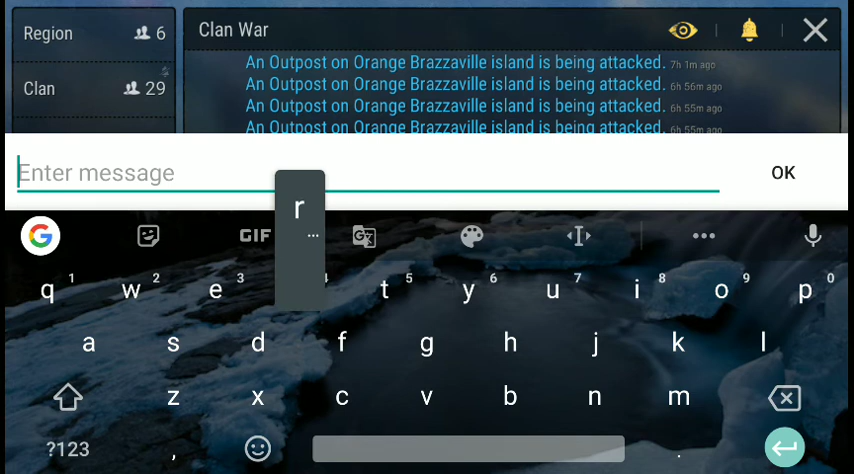 Region 6
Clan War
An Outpost on Orange Brazzaville island is being attacked. 7h 1m ago
Clan 29
An Outpost on Orange Brazzaville island is being attacked. 6h 56m ago
An Outpost on Orange Brazzaville island is being attacked. 6h 55m ago
An Outpost on Orange Brazzaville island is being attacked. 6h 55m ago
Enter message OK
r
...
G GIF G
q 1 w 2 e 3 t 5 y 6 u 7 i 8 o 9 p 0
a s d f g h j k l
z x c v b n m
?123 , .